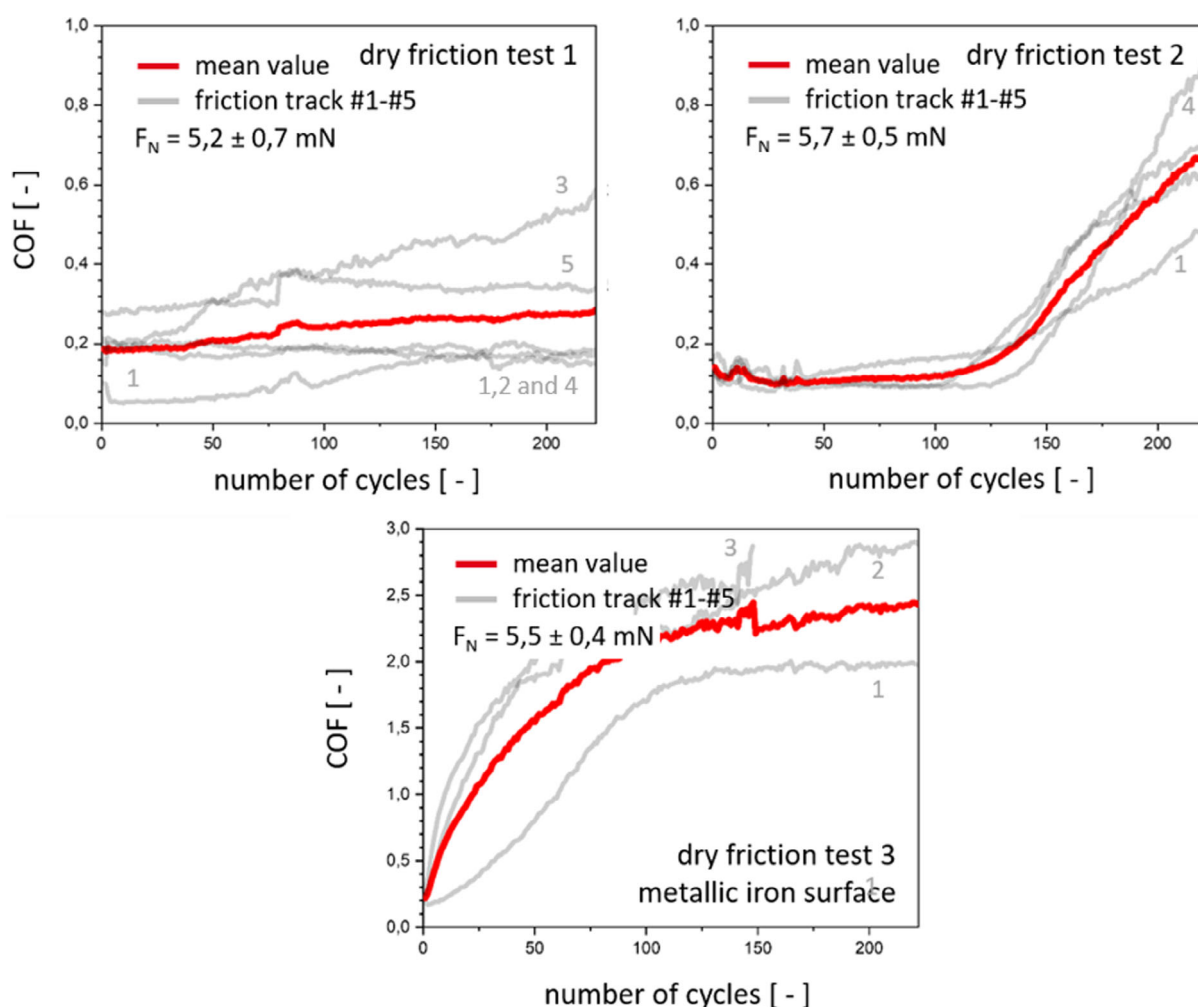 1,0
0,8
0,6
0,4
0,2
0,0
COF [ - ]
mean value
dry friction test 1
friction track #1-#5
F_N = 5,2 ± 0,7 mN
3
5
1
1,2 and 4
0
50
100
150
200
number of cycles [ - ]
1,0
0,8
0,6
0,4
0,2
0,0
mean value
dry friction test 2
friction track #1-#5
F_N = 5,7 ± 0,5 mN
4
1
0
50
100
150
200
number of cycles [ - ]
3,0
2,5
2,0
1,5
1,0
0,5
0,0
COF [ - ]
mean value
friction track #1-#5
F_N = 5,5 ± 0,4 mN
3
2
1
dry friction test 3
metallic iron surface
1
0
50
100
150
200
number of cycles [ - ]